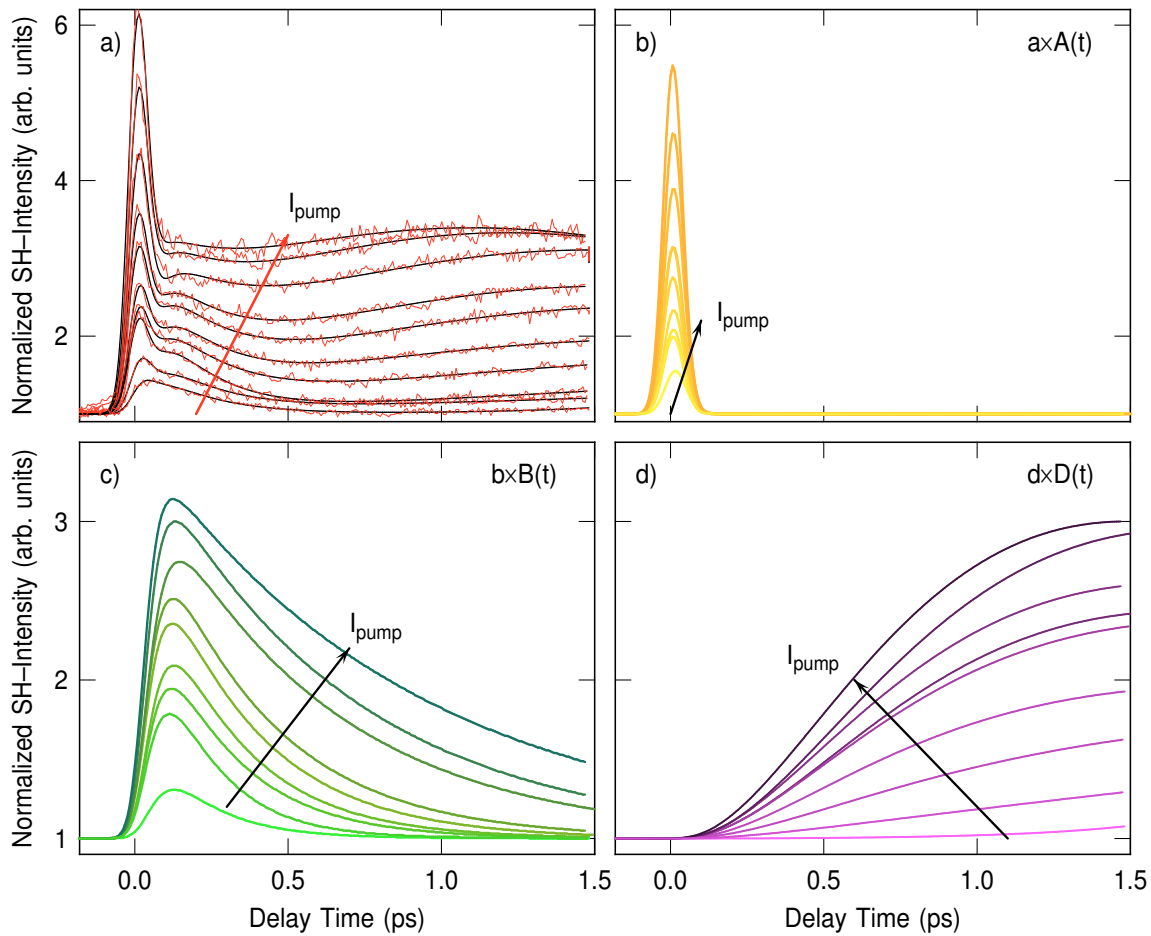 a)
b)
a×A(t)
6
4
2
Normalized SH–Intensity (arb. units)
I_pump
I_pump
c)
b×B(t)
d)
d×D(t)
3
2
1
Normalized SH–Intensity (arb. units)
I_pump
I_pump
0.0 0.5 1.0 1.5 0.0 0.5 1.0 1.5
Delay Time (ps)
Delay Time (ps)